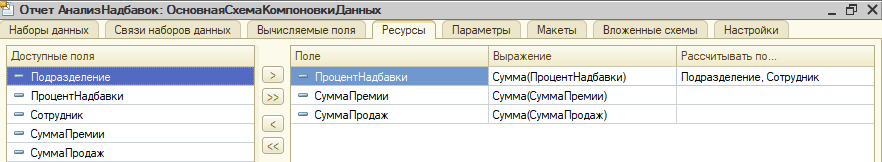 Отчет АнализНадбавок: ОсновнаяСхемаКомпоновкиДанных
Наборы данных Связи наборов данных Вычисляемые поля Ресурсы Параметры Макеты Вложенные схемы Настройки
Доступные поля
Подразделение
ПроцентНадбавки
Сотрудник
СуммаПремии
СуммаПродаж
>
>>
<
<<
Поле Выражение Рассчитывать по...
ПроцентНадбавки Сумма(ПроцентНадбавки) Подразделение, Сотрудник
СуммаПремии Сумма(СуммаПремии)
СуммаПродаж Сумма(СуммаПродаж)